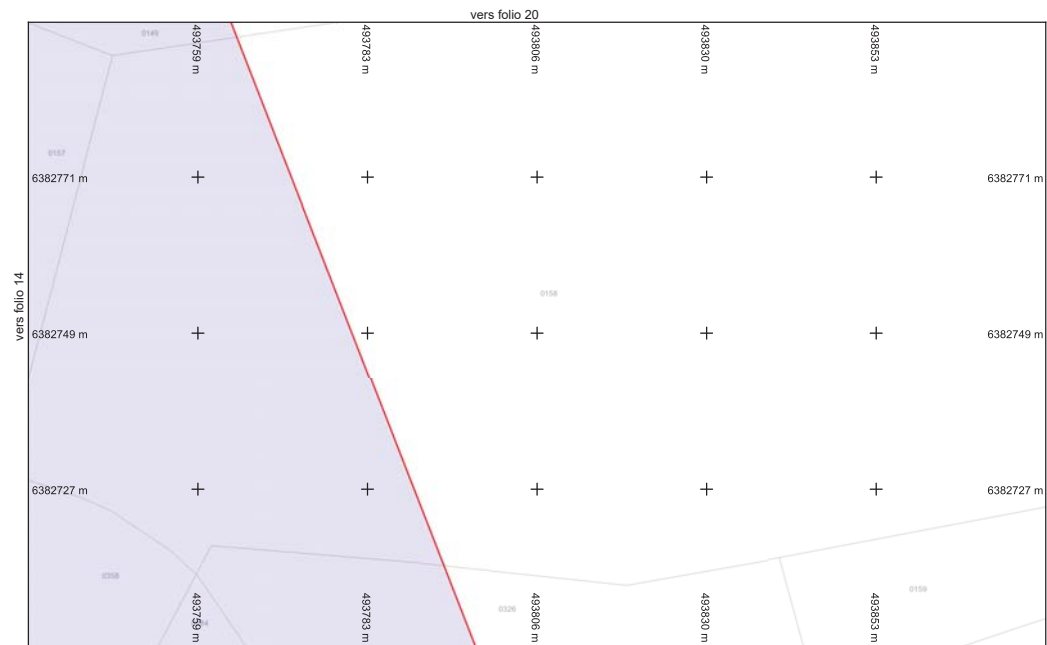 vers folio 20
493759 m
493783 m
493806 m
493830 m
493853 m
0149
0157
6382771 m
6382771 m
0158
vers folio 14
6382749 m
6382749 m
6382727 m
6382727 m
0358
0159
0326
493759 m
493783 m
493806 m
493830 m
493853 m